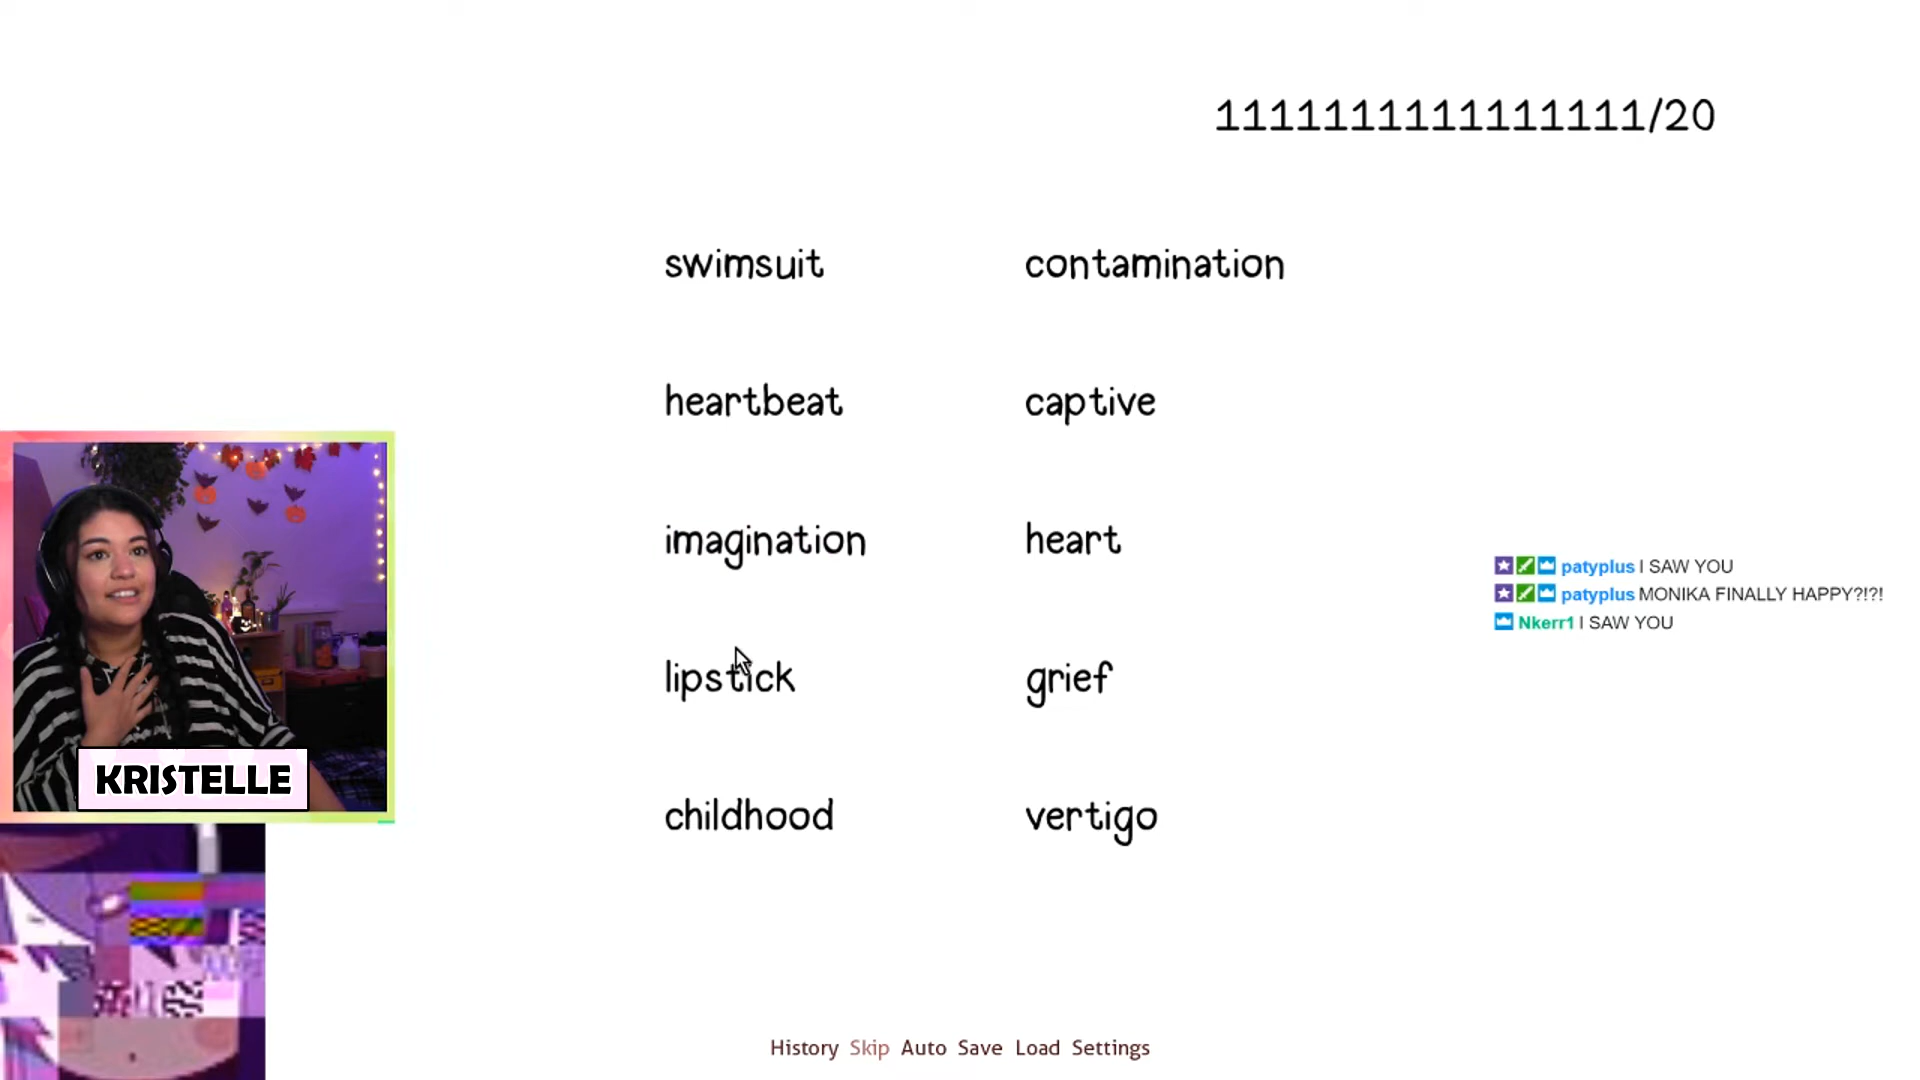 1111111111111111/20
swimsuit contamination
heartbeat captive
imagination heart
lipstick grief
childhood vertigo
patyplus I SAW YOU
patyplus MONIKA FINALLY HAPPY?!?!
Nkerr1 I SAW YOU
KRISTELLE
History Skip Auto Save Load Settings